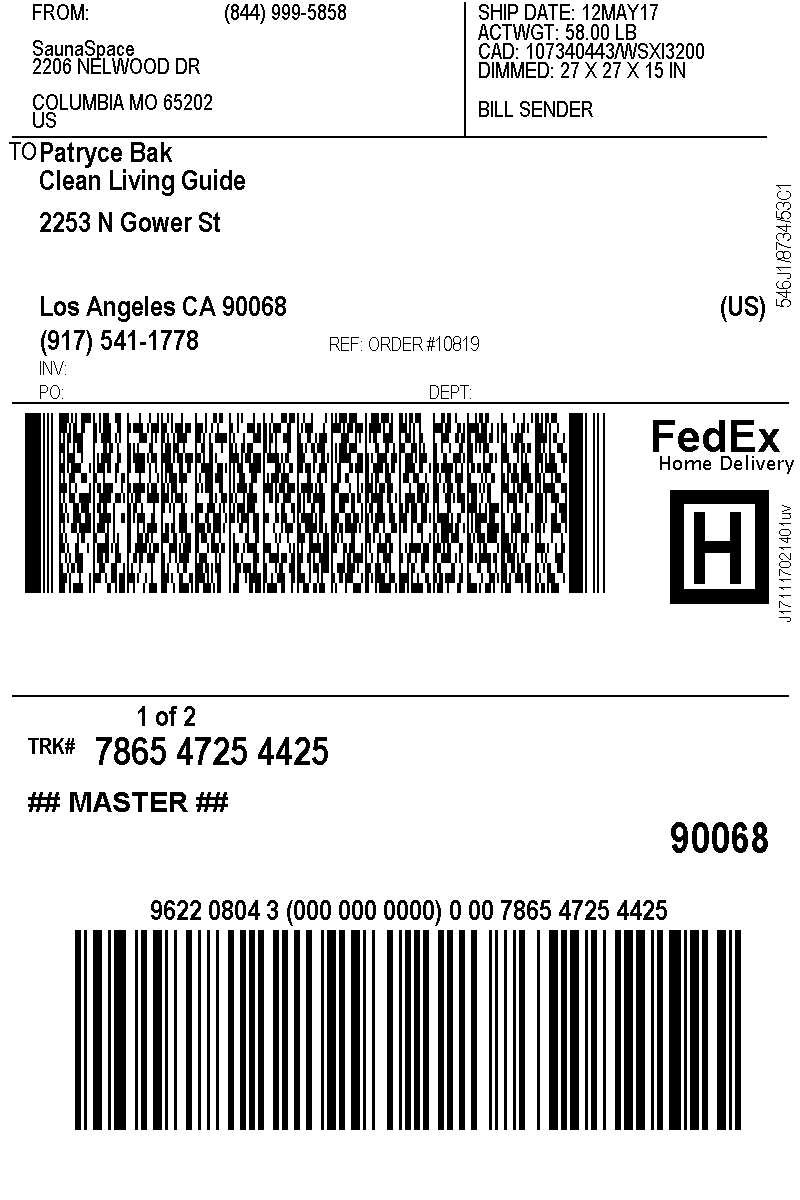 FROM: (844) 999-5858
SaunaSpace
2206 NELWOOD DR
COLUMBIA MO 65202
US
SHIP DATE: 12MAY17
ACTWGT: 58.00 LB
CAD: 107340443/WSXI3200
DIMMED: 27 X 27 X 15 IN
BILL SENDER
TO Patryce Bak
Clean Living Guide
2253 N Gower St
Los Angeles CA 90068 (US)
(917) 541-1778 REF: ORDER #10819
INV:
PO: DEPT:
546J1/8734/53C1
FedEx
Home Delivery
H
J171117021401uv
1 of 2
TRK# 7865 4725 4425
## MASTER ##
90068
9622 0804 3 (000 000 0000) 0 00 7865 4725 4425